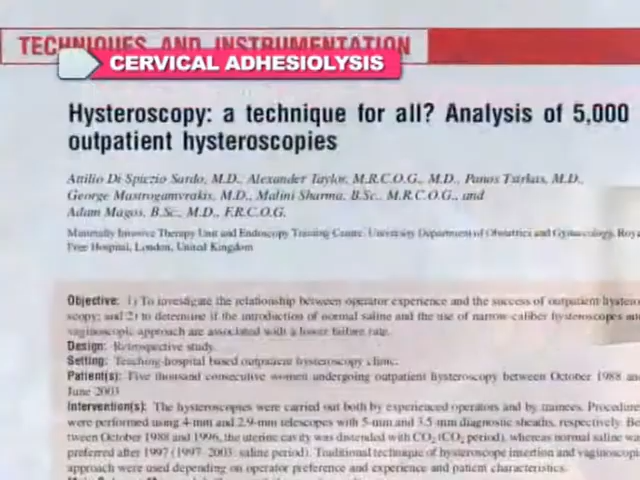 TECHNIQUES AND INSTRUMENTATION
CERVICAL ADHESIOLYSIS
Hysteroscopy: a technique for all? Analysis of 5,000
outpatient hysteroscopies
Attilio Di Spiezio Sardo, M.D., Alexander Taylor, M.R.C.O.G., M.D., Panos Tsirkas, M.D.,
George Mastrogamvrakis, M.D., Malini Sharma, B.Sc., M.R.C.O.G., and
Adam Magos, B.Sc., M.D., F.R.C.O.G.
Minimally Invasive Therapy Unit and Endoscopy Training Centre, University Department of Obstetrics and Gynaecology, Roya
Free Hospital, London, United Kingdom
Objective: 1) To investigate the relationship between operator experience and the success of outpatient hystero
scopy; and 2) to determine if the introduction of normal saline and the use of narrow-caliber hysteroscopes and
vaginoscopic approach are associated with a lower failure rate.
Design: Retrospective study.
Setting: Teaching-hospital based outpatient hysteroscopy clinic.
Patient(s): Five thousand consecutive women undergoing outpatient hysteroscopy between October 1988 and
June 2003
Intervention(s): The hysteroscopies were carried out both by experienced operators and by trainees. Procedure
were performed using 4-mm and 2.9-mm telescopes with 5-mm and 3.5 mm diagnostic sheaths, respectively. Be
tween October 1988 and 1996, the uterine cavity was distended with CO2 (CO2 period), whereas normal saline wa
preferred after 1997 (1997-2003: saline period). Traditional technique of hysteroscope insertion and vaginoscopi
approach were used depending on operator preference and experience and patient characteristics.